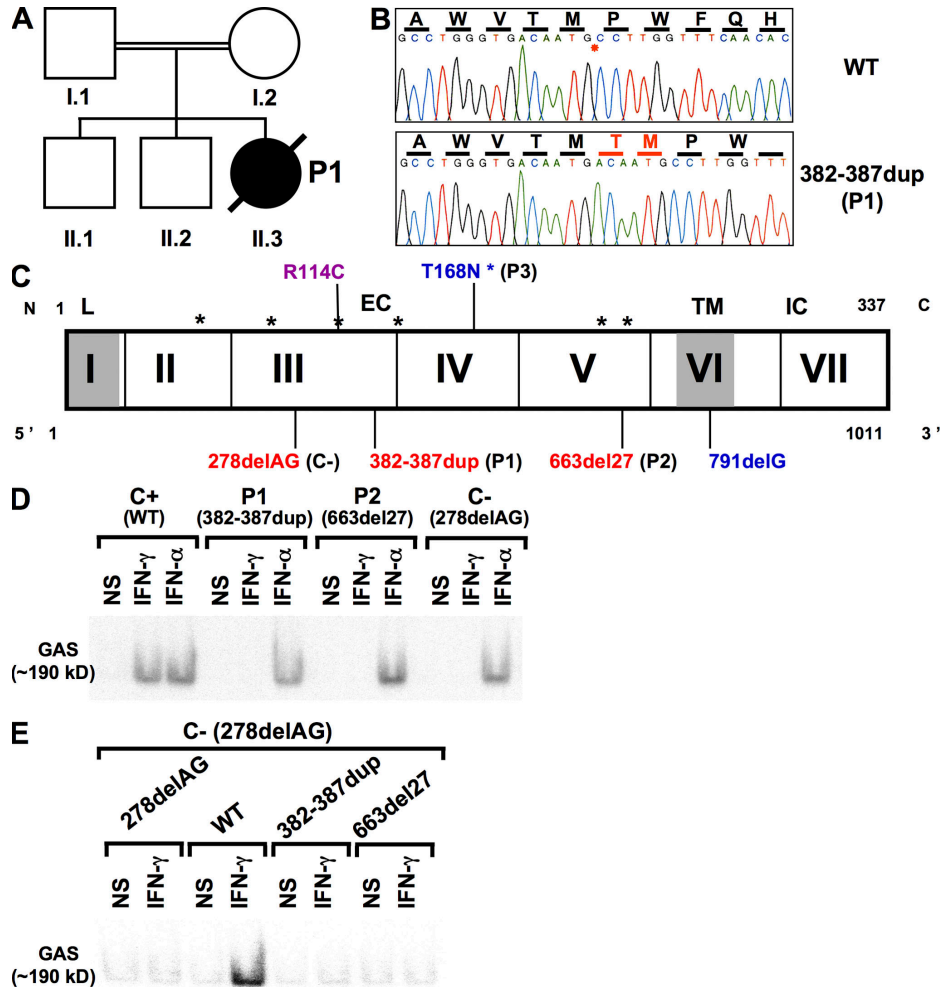 A
I.1
I.2
P1
II.1
II.2
II.3
B
A W V T M P W F Q H
GCCTGGGTGACAATGCCTTGGTTTCAACAC
*
WT
A W V T M T M P W
GCCTGGGTGACAATGACAATGCCTTGGTTT
382-387dup
(P1)
C
R114C
T168N * (P3)
N 1 L EC TM IC 337 C
* * * * * *
I II III IV V VI VII
5 ' 1 1011 3 '
278delAG (C-) 382-387dup (P1) 663del27 (P2) 791delG
D
C+ P1 P2 C-
(WT) (382-387dup) (663del27) (278delAG)
NS IFN-γ IFN-α NS IFN-γ IFN-α NS IFN-γ IFN-α NS IFN-γ IFN-α
GAS
(~190 kD)
E
C- (278delAG)
278delAG WT 382-387dup 663del27
NS IFN-γ NS IFN-γ NS IFN-γ NS IFN-γ
GAS
(~190 kD)